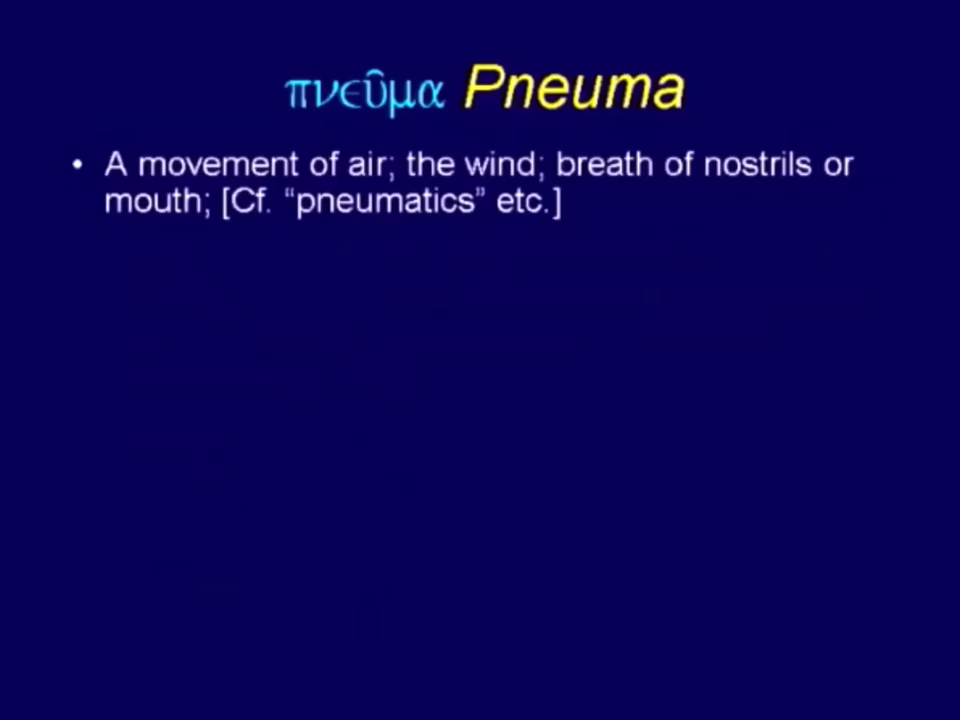 πνεῦμα Pneuma
• A movement of air; the wind; breath of nostrils or
mouth; [Cf. “pneumatics” etc.]